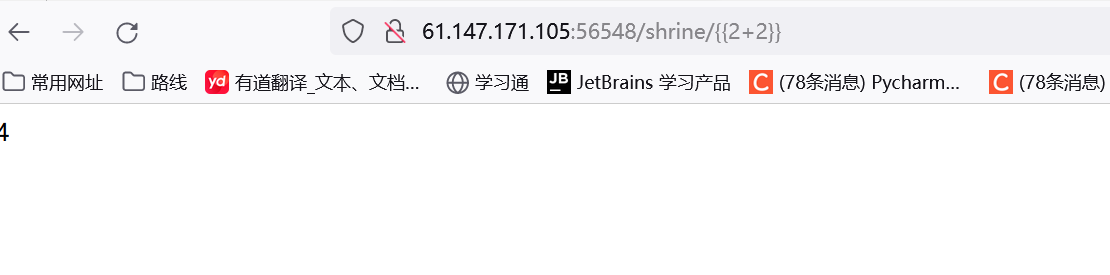 61.147.171.105:56548/shrine/{{2+2}}
常用网址 路线 yd 有道翻译_文本、文档... 学习通 JB JetBrains 学习产品 C (78条消息) Pycharm... C (78条消息)
4